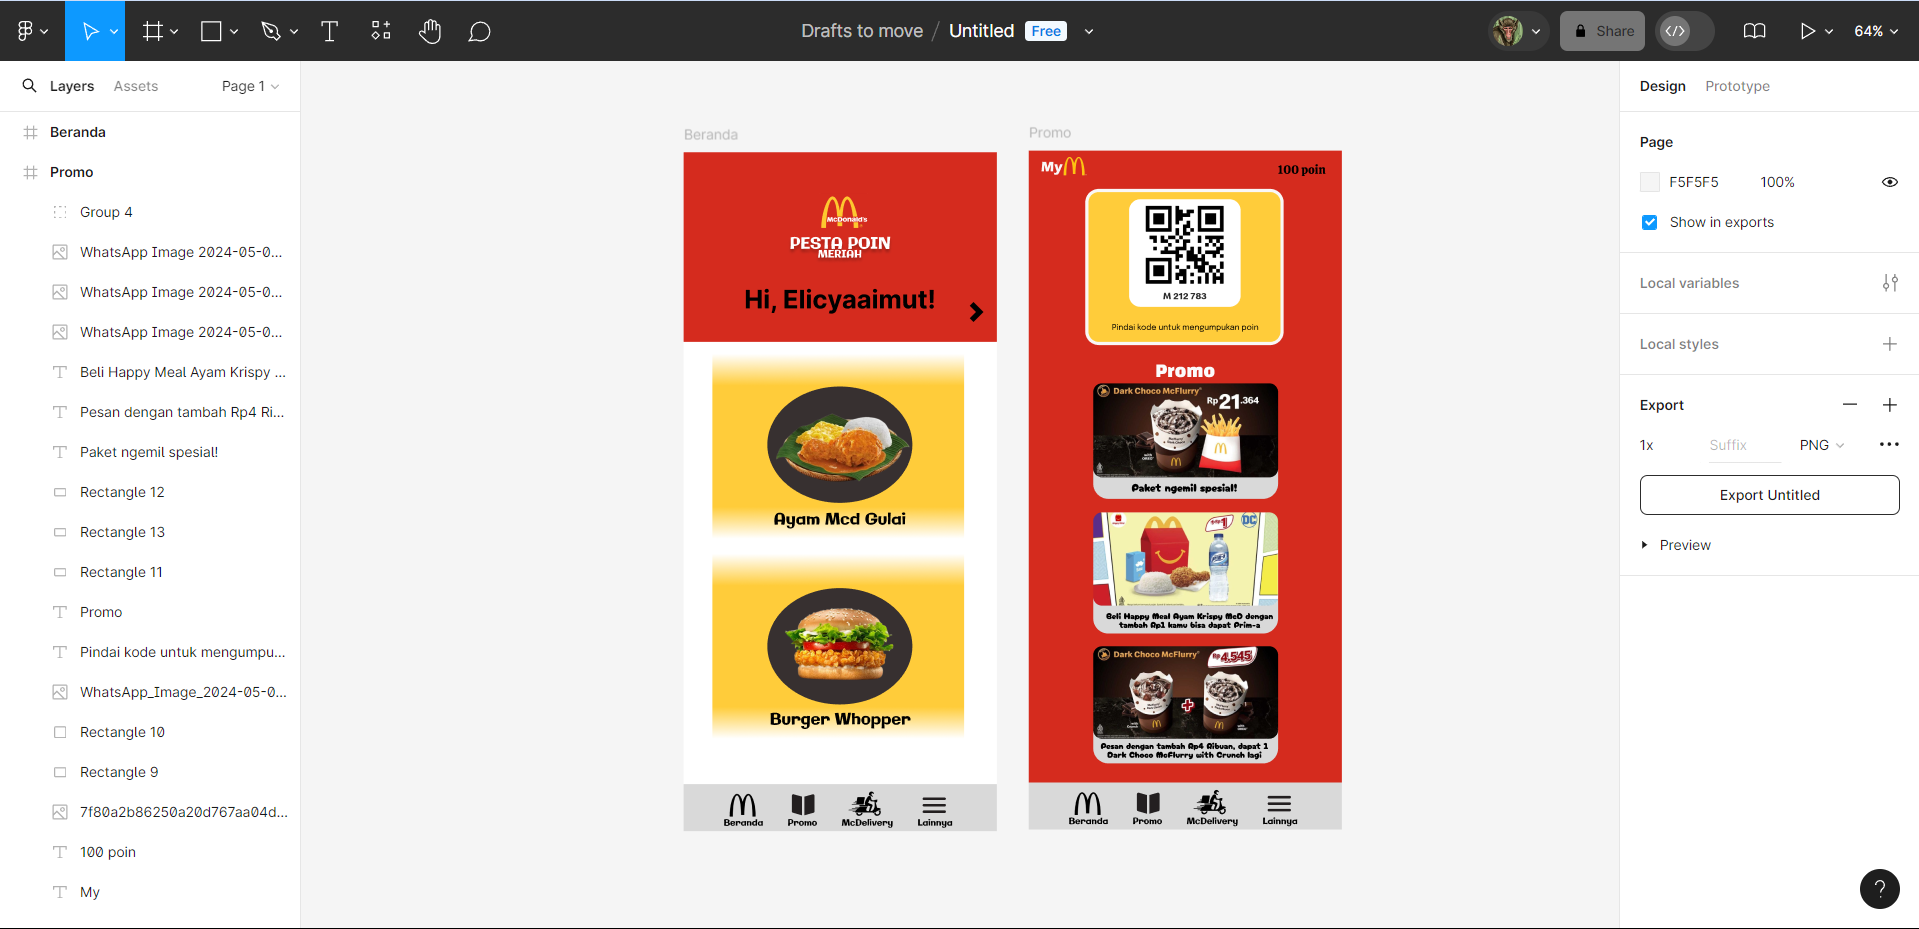 Drafts to move / Untitled Free
Share
64%
Layers
Assets
Page 1
Beranda
Promo
Group 4
WhatsApp Image 2024-05-0...
WhatsApp Image 2024-05-0...
WhatsApp Image 2024-05-0...
Beli Happy Meal Ayam Krispy ...
Pesan dengan tambah Rp4 Ri...
Paket ngemil spesial!
Rectangle 12
Rectangle 13
Rectangle 11
Promo
Pindai kode untuk mengumpu...
WhatsApp_Image_2024-05-0...
Rectangle 10
Rectangle 9
7f80a2b86250a20d767aa04d...
100 poin
My
Beranda
McDonald's
PESTA POIN
MERIAH
Hi, Elicyaaimut!
Ayam Mcd Gulai
Burger Whopper
Beranda
Promo
McDelivery
Lainnya
Promo
My
100 poin
M 212 783
Pindai kode untuk mengumpukan poin
Promo
Dark Choco McFlurry
Rp21.364
Paket ngemil spesial!
DC
Beli Happy Meal Ayam Krispy McD dengan
tambah Rp1 kamu bisa dapat Prim-a
Dark Choco McFlurry
Rp4.545
Pesan dengan tambah Rp4 Ribuan, dapat 1
Dark Choco McFlurry with Crunch lagi
Beranda
Promo
McDelivery
Lainnya
Design
Prototype
Page
F5F5F5
100%
Show in exports
Local variables
Local styles
Export
1x
Suffix
PNG
Export Untitled
Preview
?